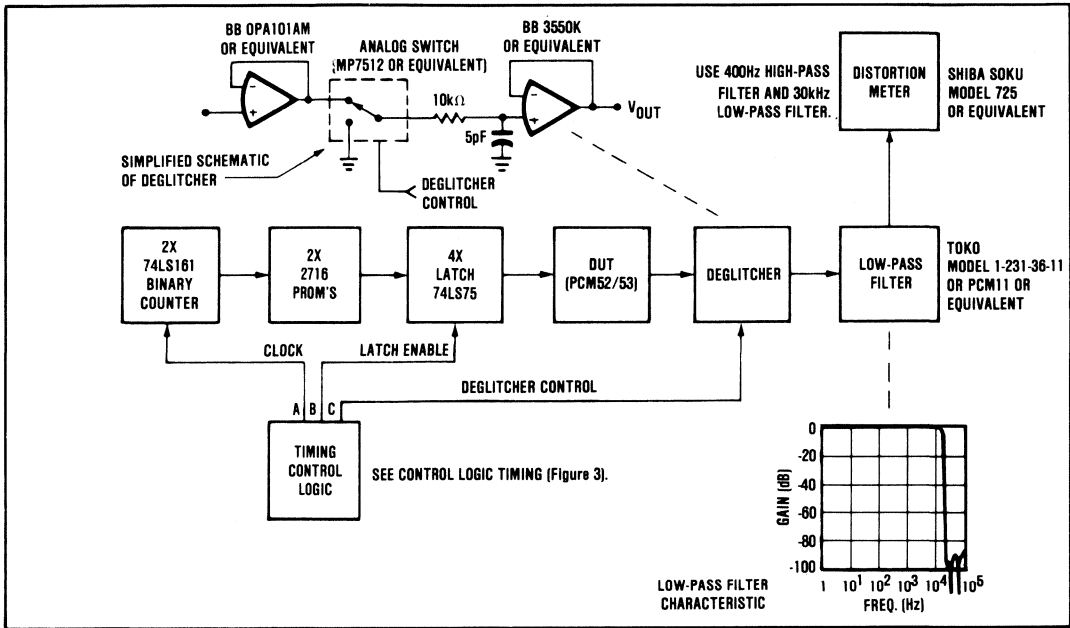 BB OPA101AM
OR EQUIVALENT
-
+
ANALOG SWITCH
(MP7512 OR EQUIVALENT)
10kΩ
5pF
BB 3550K
OR EQUIVALENT
-
+
VOUT
SIMPLIFIED SCHEMATIC
OF DEGLITCHER
DEGLITCHER
CONTROL
USE 400Hz HIGH-PASS
FILTER AND 30kHz
LOW-PASS FILTER.
DISTORTION
METER
SHIBA SOKU
MODEL 725
OR EQUIVALENT
2X
74LS161
BINARY
COUNTER
2X
2716
PROM'S
4X
LATCH
74LS75
DUT
(PCM52/53)
DEGLITCHER
LOW-PASS
FILTER
TOKO
MODEL 1-231-36-11
OR PCM11 OR
EQUIVALENT
CLOCK
LATCH ENABLE
DEGLITCHER CONTROL
A B C
TIMING
CONTROL
LOGIC
SEE CONTROL LOGIC TIMING (Figure 3).
GAIN (dB)
0
-20
-40
-60
-80
-100
1 10¹ 10² 10³ 10⁴ 10⁵
FREQ. (Hz)
LOW-PASS FILTER
CHARACTERISTIC